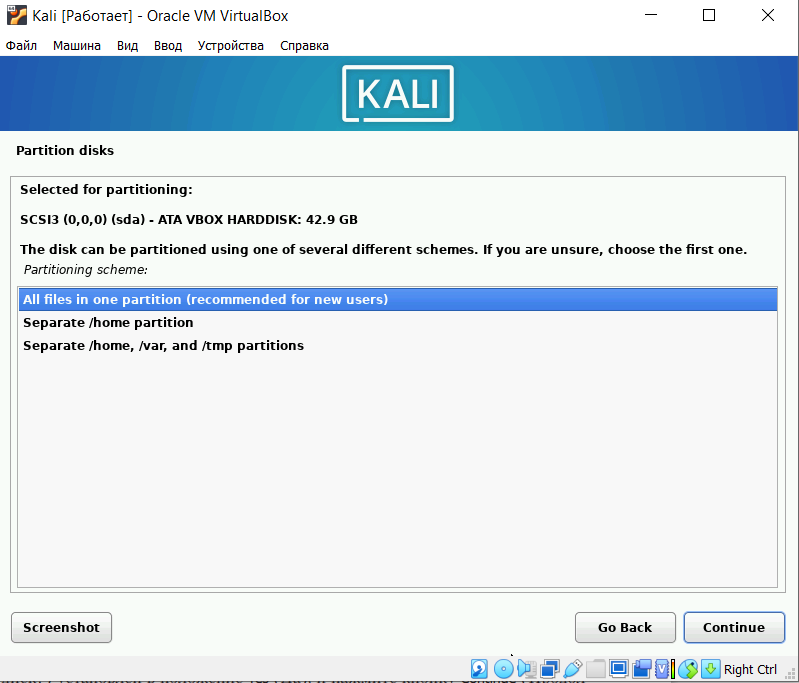 Kali [Работает] - Oracle VM VirtualBox
Файл Машина Вид Ввод Устройства Справка
KALI
Partition disks
Selected for partitioning:
SCSI3 (0,0,0) (sda) - ATA VBOX HARDDISK: 42.9 GB
The disk can be partitioned using one of several different schemes. If you are unsure, choose the first one.
Partitioning scheme:
All files in one partition (recommended for new users)
Separate /home partition
Separate /home, /var, and /tmp partitions
Screenshot Go Back Continue
Right Ctrl